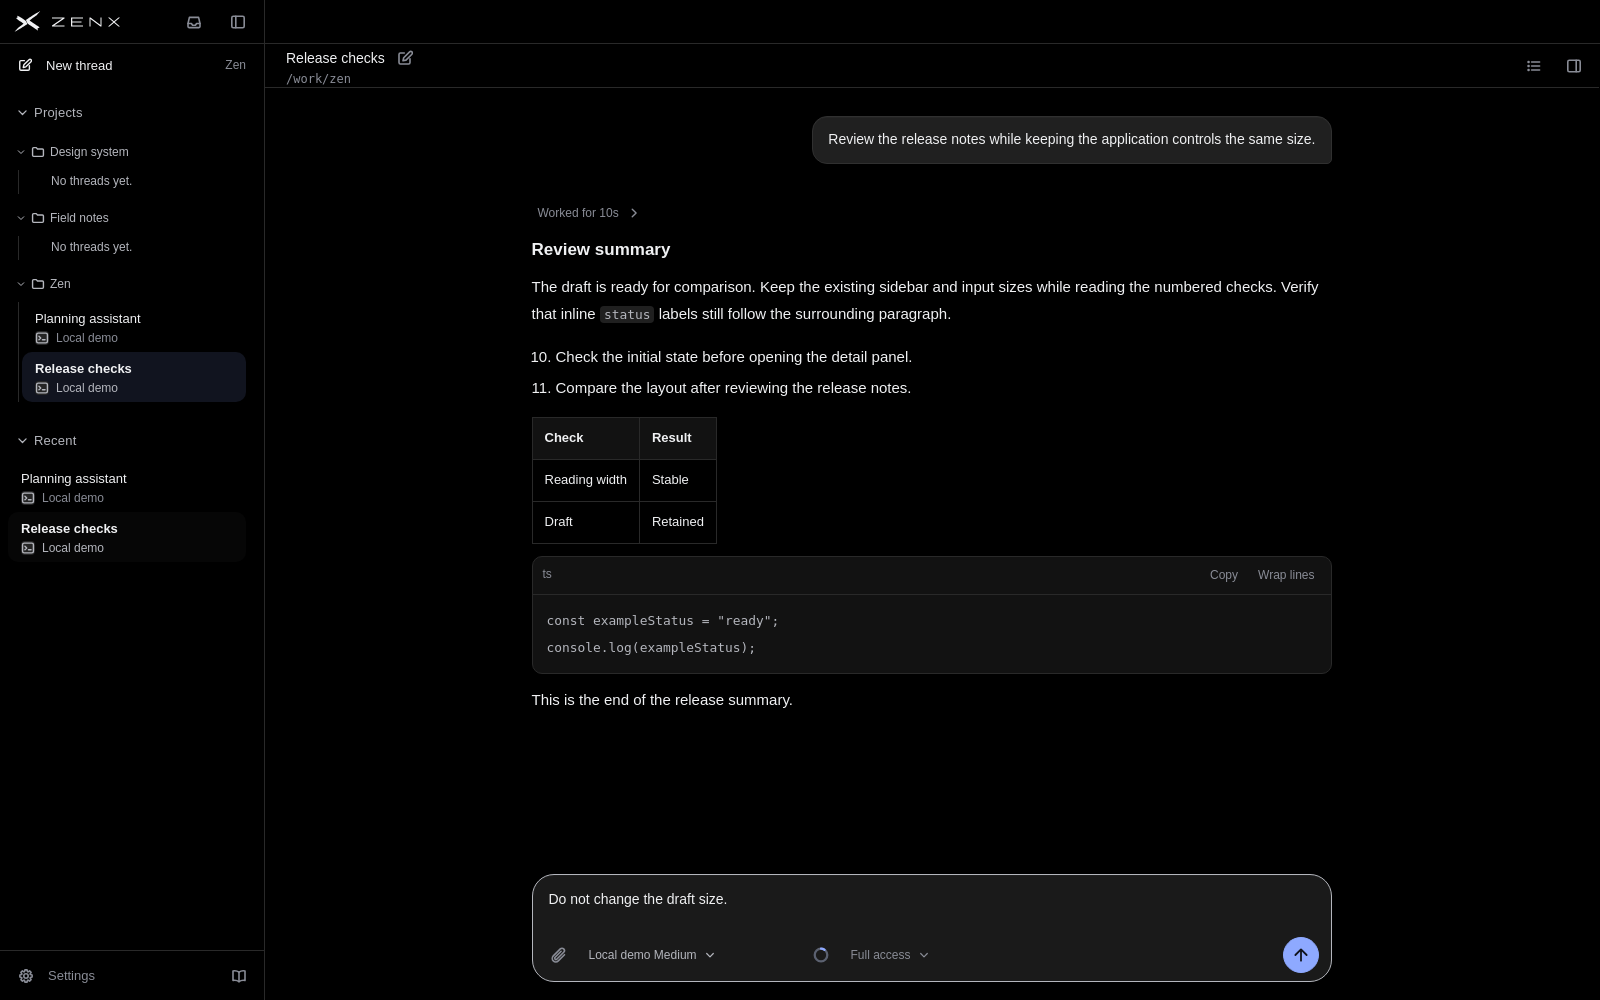 ZENX
New thread
Zen
Projects
Design system
No threads yet.
Field notes
No threads yet.
Zen
Planning assistant
Local demo
Release checks
Local demo
Recent
Planning assistant
Local demo
Release checks
Local demo
Settings
Release checks
/work/zen
Review the release notes while keeping the application controls the same size.
Worked for 10s
Review summary
The draft is ready for comparison. Keep the existing sidebar and input sizes while reading the numbered checks. Verify
that inline status labels still follow the surrounding paragraph.
10. Check the initial state before opening the detail panel.
11. Compare the layout after reviewing the release notes.
Check Result
Reading width Stable
Draft Retained
ts
Copy Wrap lines
const exampleStatus = "ready";
console.log(exampleStatus);
This is the end of the release summary.
Do not change the draft size.
Local demo Medium
Full access